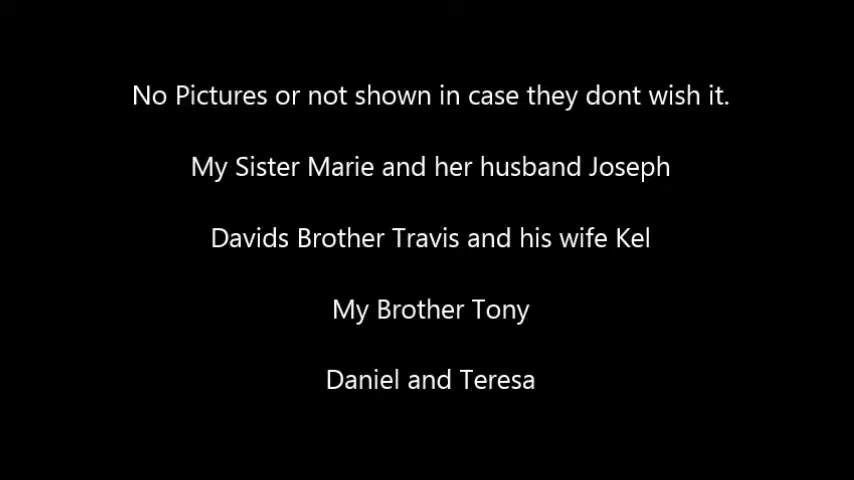 No Pictures or not shown in case they dont wish it.
My Sister Marie and her husband Joseph
Davids Brother Travis and his wife Kel
My Brother Tony
Daniel and Teresa